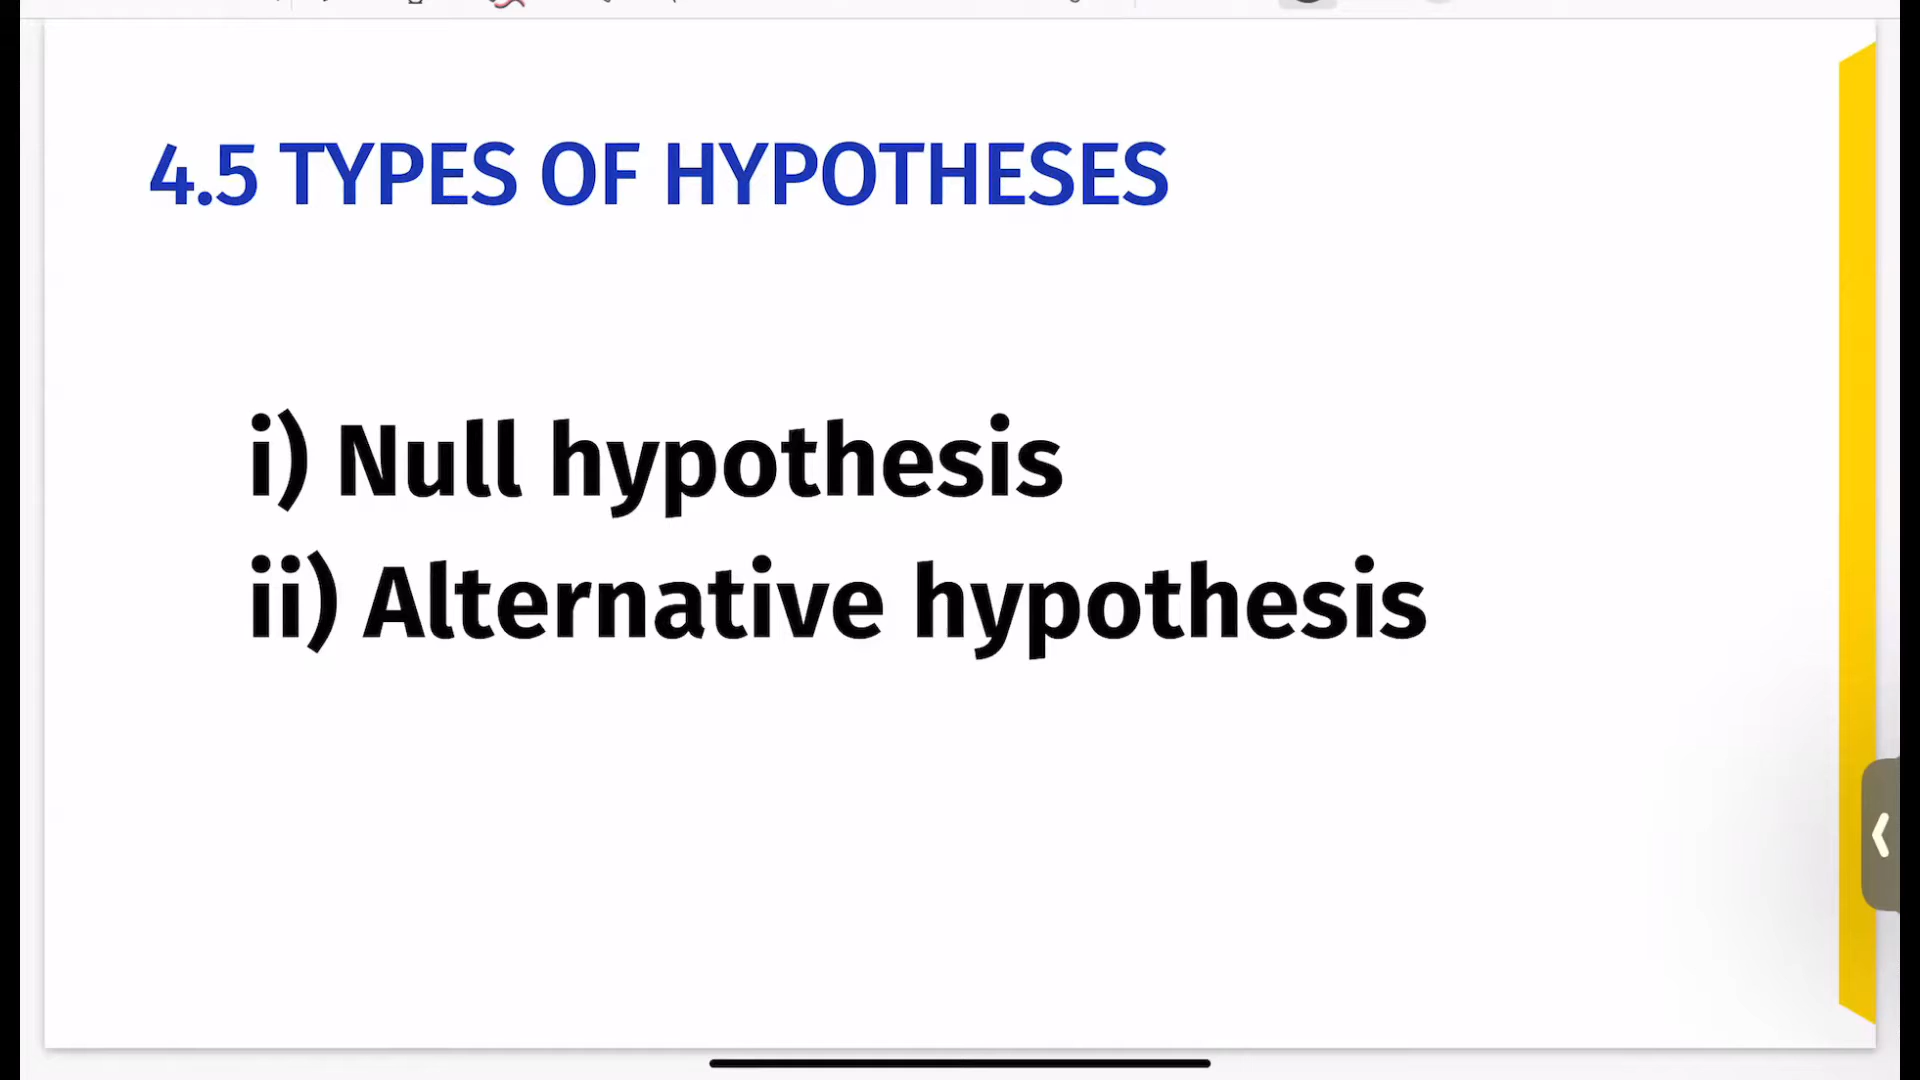 4.5 TYPES OF HYPOTHESES
i) Null hypothesis
ii) Alternative hypothesis